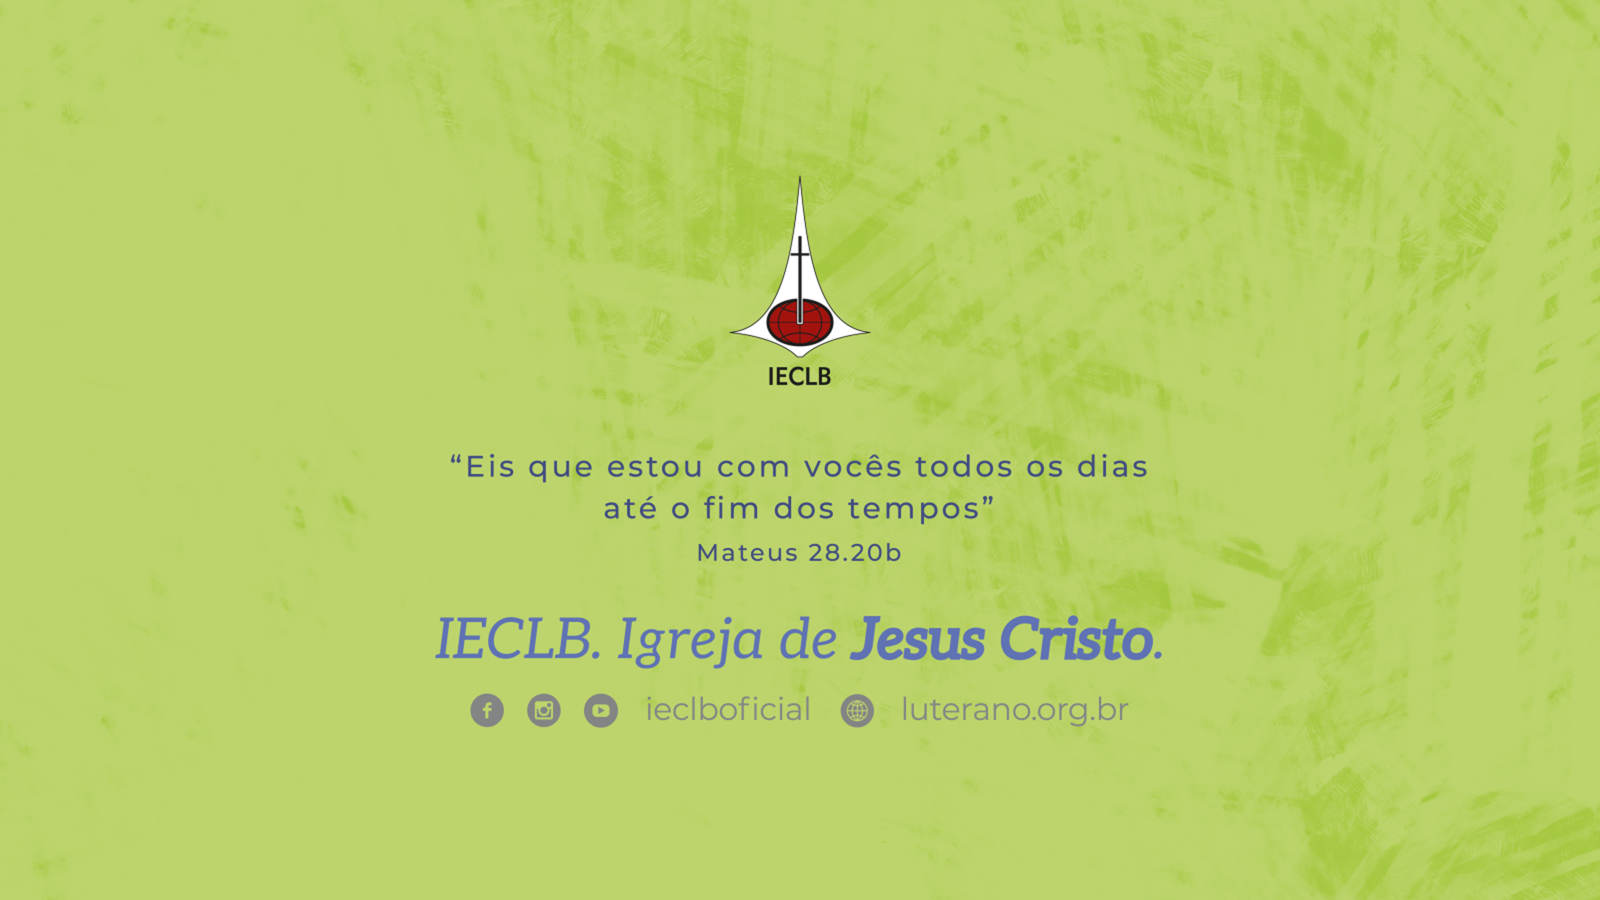 IECLB
“Eis que estou com vocês todos os dias
até o fim dos tempos”
Mateus 28.20b
IECLB. Igreja de Jesus Cristo.
ieclboficial luterano.org.br